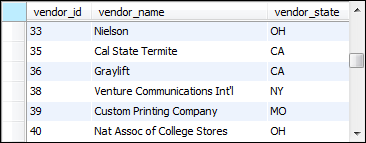 vendor_id vendor_name vendor_state
33 Nielson OH
35 Cal State Termite CA
36 Graylift CA
38 Venture Communications Int'l NY
39 Custom Printing Company MO
40 Nat Assoc of College Stores OH